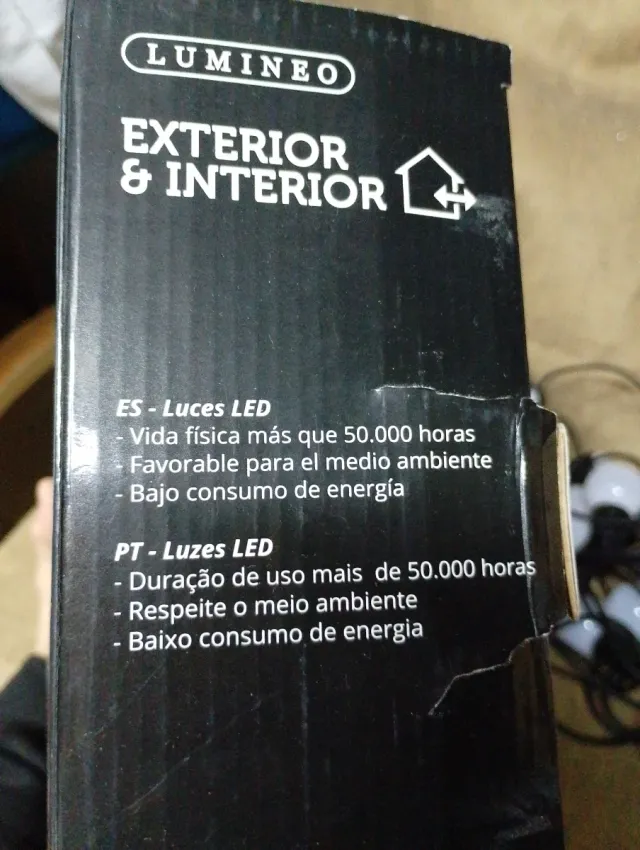 LUMINEO
EXTERIOR
& INTERIOR
ES - Luces LED
- Vida física más que 50.000 horas
- Favorable para el medio ambiente
- Bajo consumo de energía
PT - Luzes LED
- Duração de uso mais de 50.000 horas
- Respeite o meio ambiente
- Baixo consumo de energia